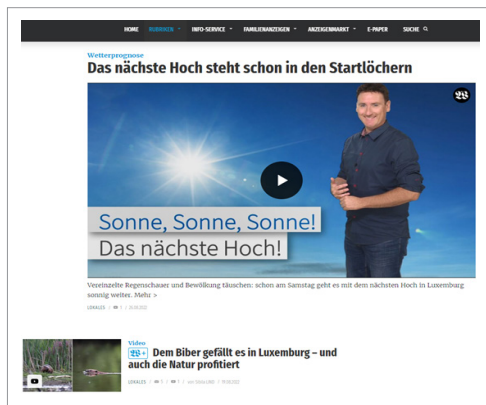 HOME RUBRIKEN INFO-SERVICE FAMILIENANZEIGEN ANZEIGENMARKT E-PAPER SUCHE
Wetterprognose
Das nächste Hoch steht schon in den Startlöchern
Sonne, Sonne, Sonne!
Das nächste Hoch!
Vereinzelte Regenschauer und Bewölkung täuschen: schon am Samstag geht es mit dem nächsten Hoch in Luxemburg
sonnig weiter. Mehr >
LOKALES
Video
W+ Dem Biber gefällt es in Luxemburg – und
auch die Natur profitiert
LOKALES